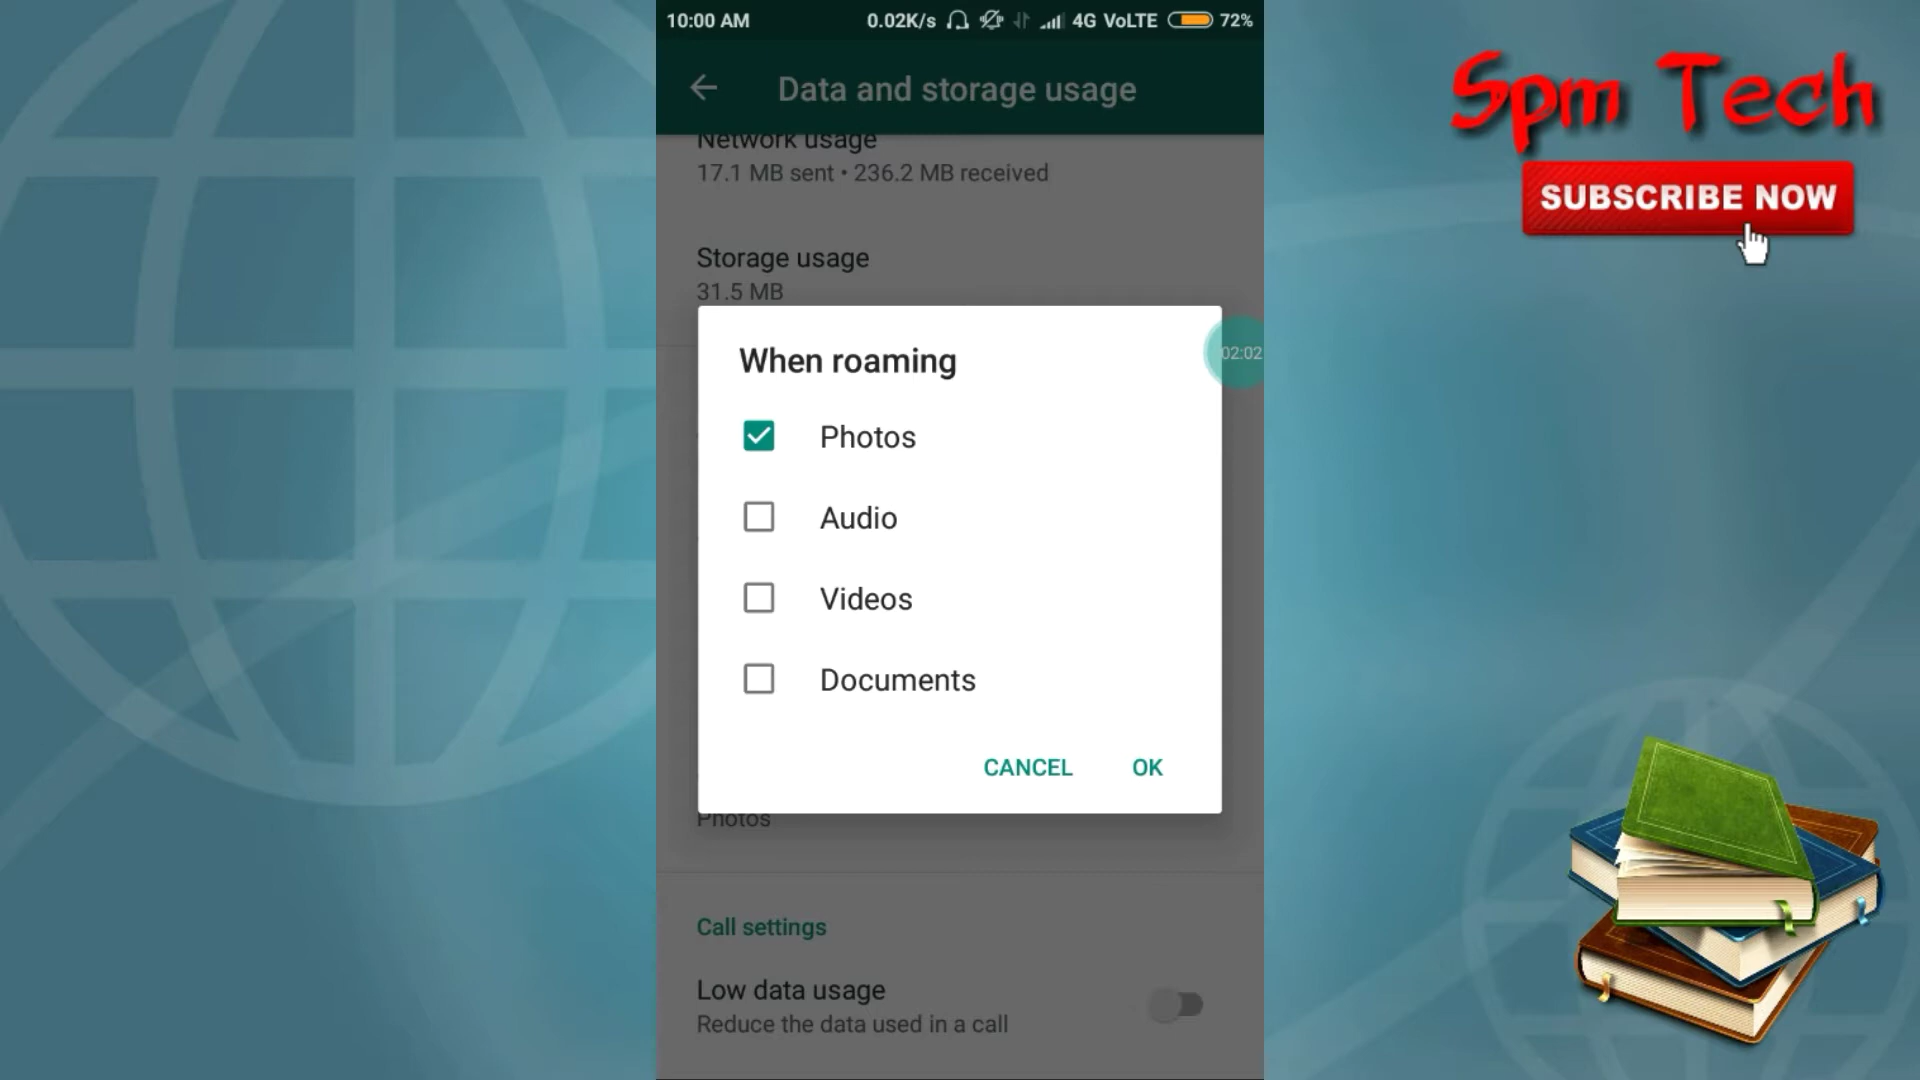 10:00 AM
0.02K/s
4G VoLTE
72%
Data and storage usage
Network usage
17.1 MB sent • 236.2 MB received
Storage usage
31.5 MB
When roaming
02:02
Photos
Audio
Videos
Documents
CANCEL
OK
Photos
Call settings
Low data usage
Reduce the data used in a call
Spm Tech
SUBSCRIBE NOW